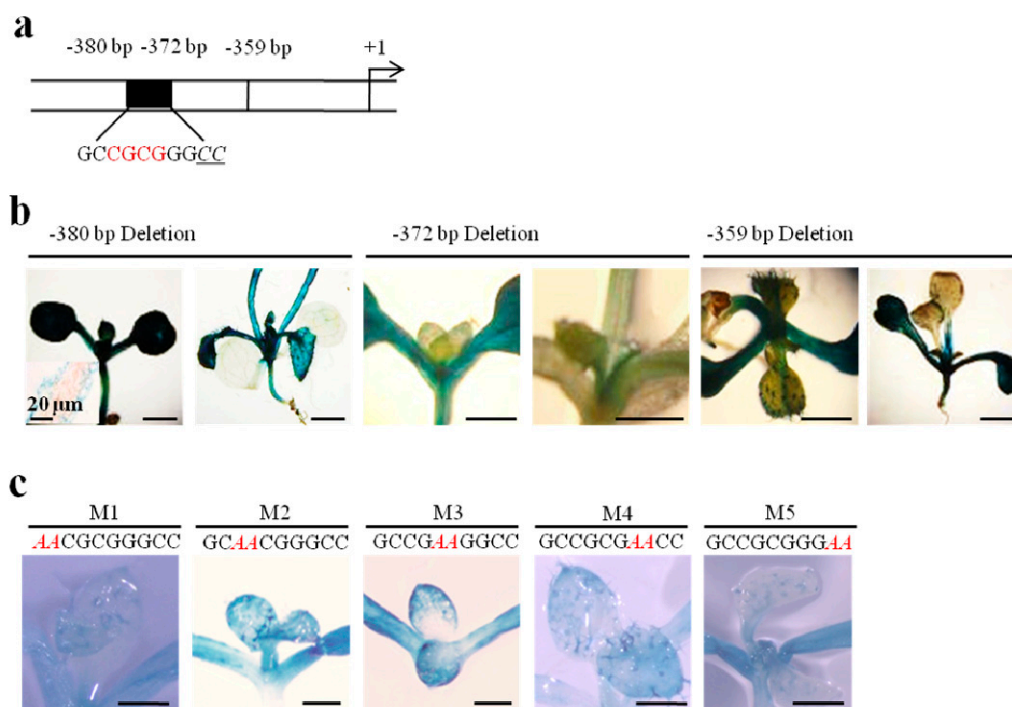 a
-380 bp -372 bp -359 bp +1
GCCGCGGGCC
b
-380 bp Deletion -372 bp Deletion -359 bp Deletion
20 µm
c
M1 M2 M3 M4 M5
AACGCGGGCC GCAACGGGCC GCCGAAGGCC GCCGCGAACC GCCGCGGGAA